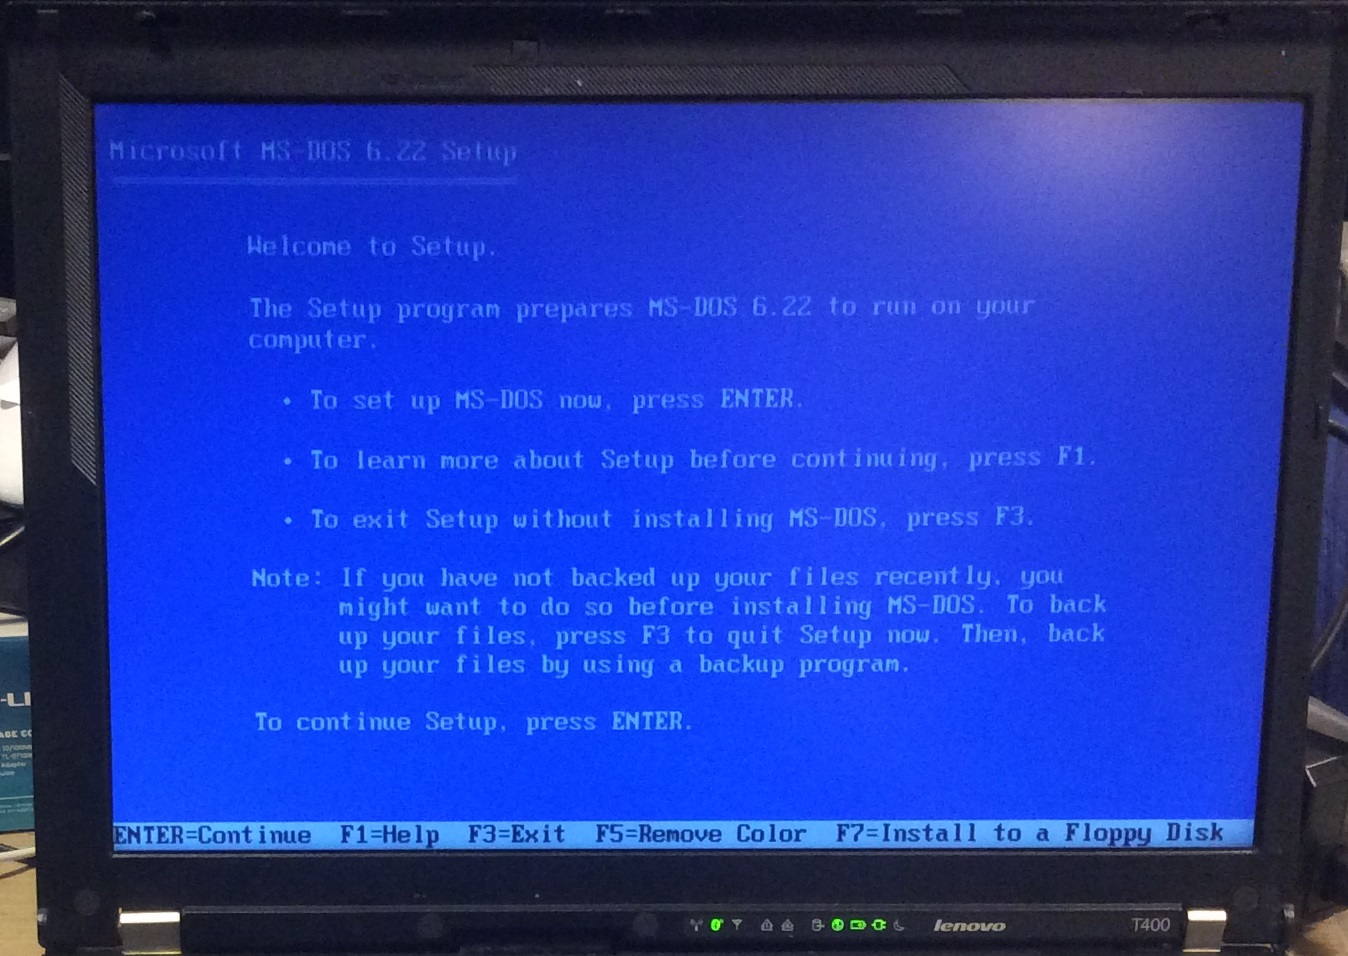 Microsoft MS-DOS 6.22 Setup
Welcome to Setup.
The Setup program prepares MS-DOS 6.22 to run on your
computer.
• To set up MS-DOS now, press ENTER.
• To learn more about Setup before continuing, press F1.
• To exit Setup without installing MS-DOS, press F3.
Note: If you have not backed up your files recently, you
might want to do so before installing MS-DOS. To back
up your files, press F3 to quit Setup now. Then, back
up your files by using a backup program.
To continue Setup, press ENTER.
ENTER=Continue F1=Help F3=Exit F5=Remove Color F7=Install to a Floppy Disk
lenovo T400